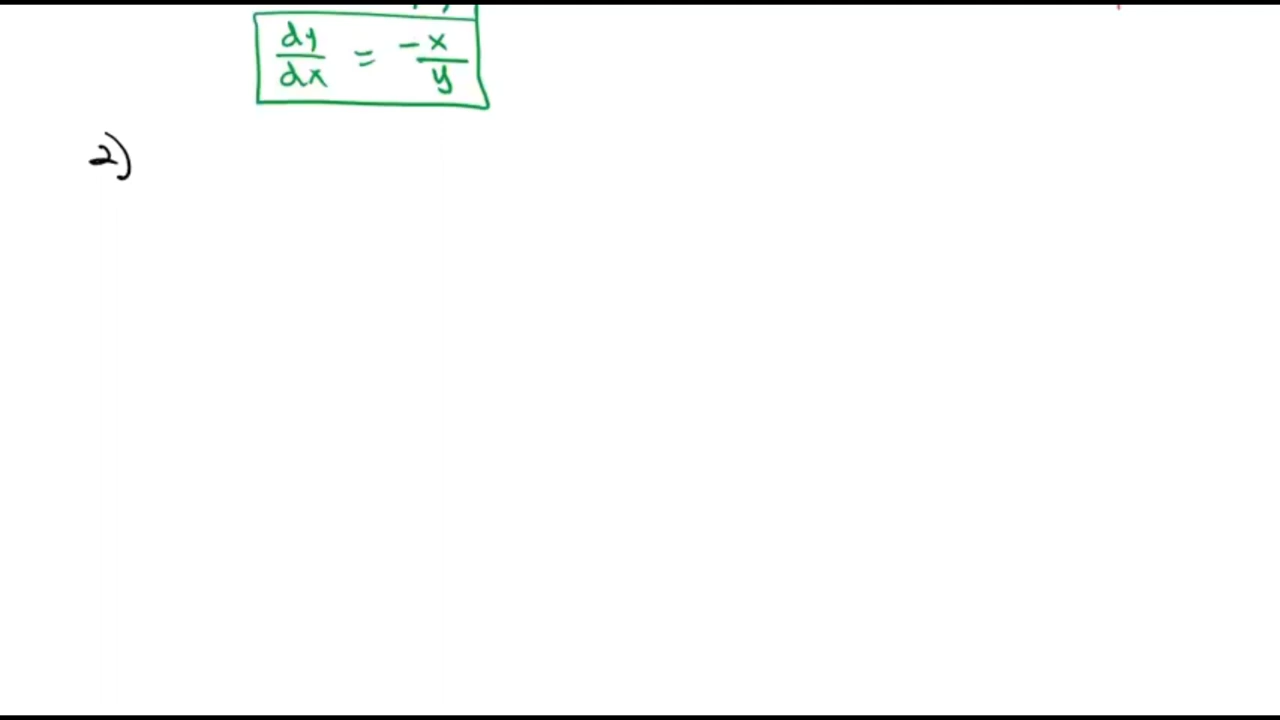 dy/dx = -x/y
2)